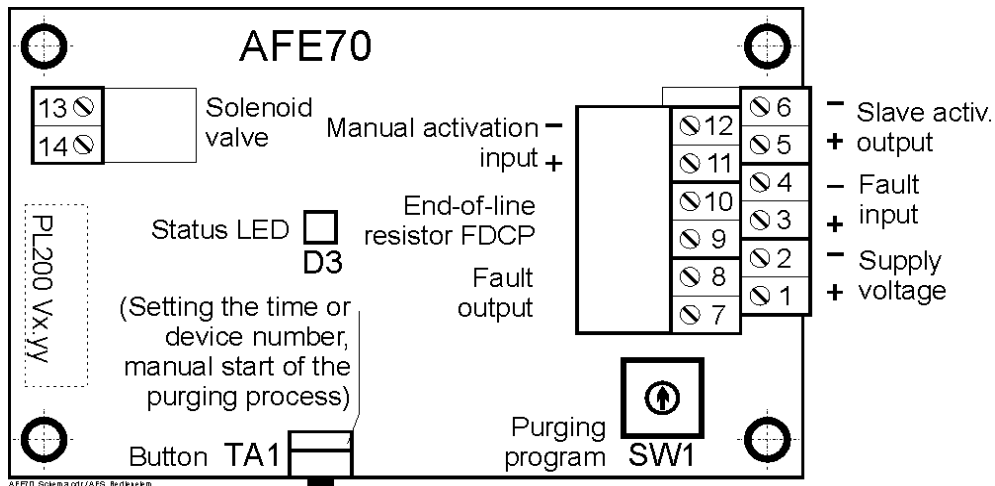 AFE70
13
14
Solenoid
valve
Manual activation –
input +
12
11
10
9
8
7
6
5
4
3
2
1
– Slave activ.
+ output
– Fault
+ input
– Supply
+ voltage
End-of-line
resistor FDCP
Status LED
D3
Fault
output
PL200 Vx.yy
(Setting the time or
device number,
manual start of the
purging process)
Button TA1
Purging
program
SW1